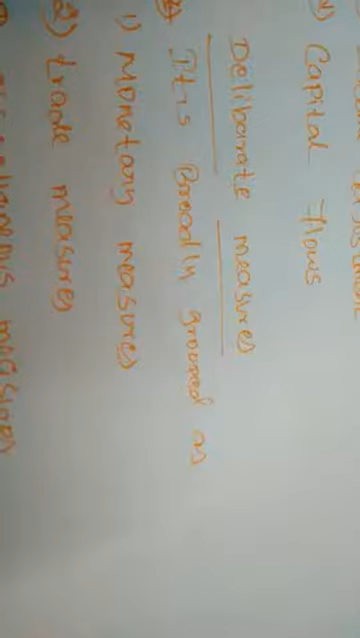 4) Capital flows
Deliberate measures
It is Broadly grouped as
1) Monetary measures
2) trade measures